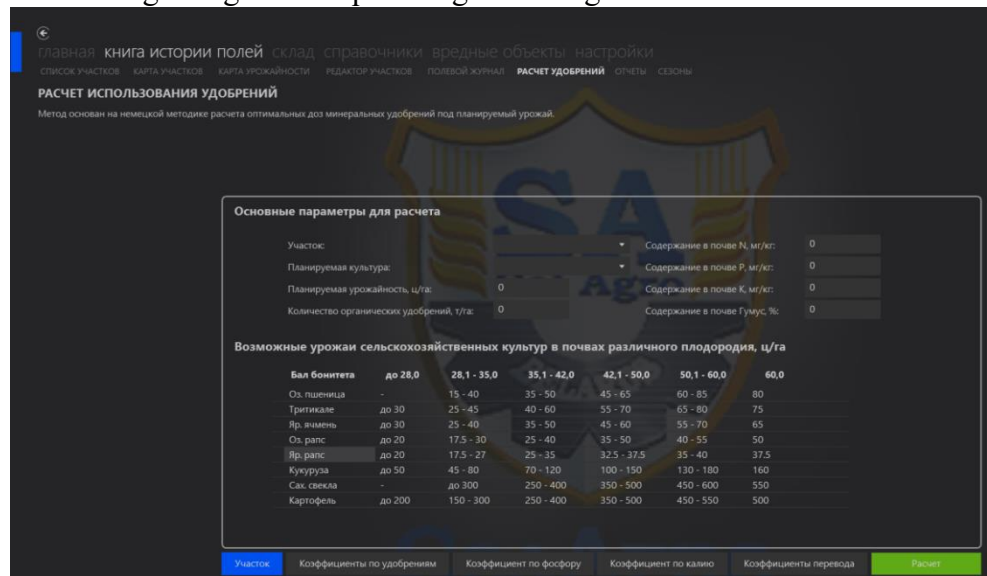 главная книга истории полей склад справочники вредные объекты настройки
СПИСОК УЧАСТКОВ КАРТА УЧАСТКОВ КАРТА УРОЖАЙНОСТИ РЕДАКТОР УЧАСТКОВ ПОЛЕВОЙ ЖУРНАЛ РАСЧЕТ УДОБРЕНИЙ ОТЧЕТЫ СЕЗОНЫ
РАСЧЕТ ИСПОЛЬЗОВАНИЯ УДОБРЕНИЙ
Метод основан на немецкой методике расчета оптимальных доз минеральных удобрений под планируемый урожай.
SA
Agro
Основные параметры для расчета
Участок: Содержание в почве N, мг/кг: 0
Планируемая культура: Содержание в почве P, мг/кг: 0
Планируемая урожайность, ц/га: 0 Содержание в почве K, мг/кг: 0
Количество органических удобрений, т/га: 0 Содержание в почве Гумус, %: 0
Возможные урожаи сельскохозяйственных культур в почвах различного плодородия, ц/га
Бал бонитета до 28,0 28,1 - 35,0 35,1 - 42,0 42,1 - 50,0 50,1 - 60,0 60,0
Оз. пшеница - 15 - 40 35 - 50 45 - 65 60 - 85 80
Тритикале до 30 25 - 45 40 - 60 55 - 70 65 - 80 75
Яр. ячмень до 30 25 - 40 35 - 50 45 - 60 55 - 70 65
Оз. рапс до 20 17.5 - 30 25 - 40 35 - 50 40 - 55 50
Яр. рапс до 20 17.5 - 27 25 - 35 32.5 - 37.5 35 - 40 37.5
Кукуруза до 50 45 - 80 70 - 120 100 - 150 130 - 180 160
Сах. свекла - до 300 250 - 400 350 - 500 450 - 600 550
Картофель до 200 150 - 300 250 - 400 350 - 500 450 - 550 500
Участок Коэффициенты по удобрениям Коэффициент по фосфору Коэффициент по калию Коэффициенты перевода Расчет